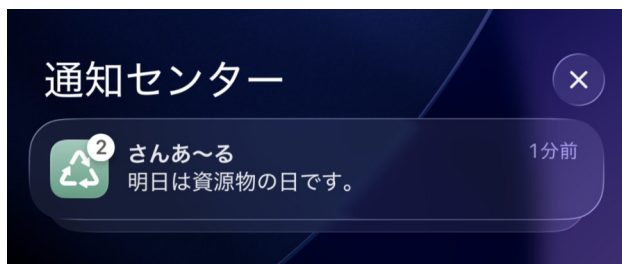 通知センター
2
さんあ〜る
1分前
明日は資源物の日です。